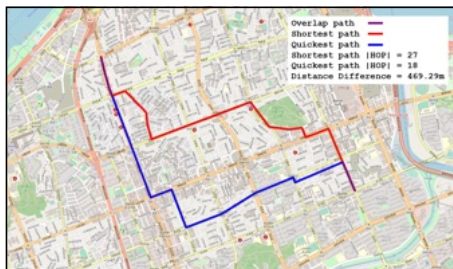 Overlap path
Shortest path
Quickest path
Shortest path |HOP| = 27
Quickest path |HOP| = 18
Distance Difference = 469.29m